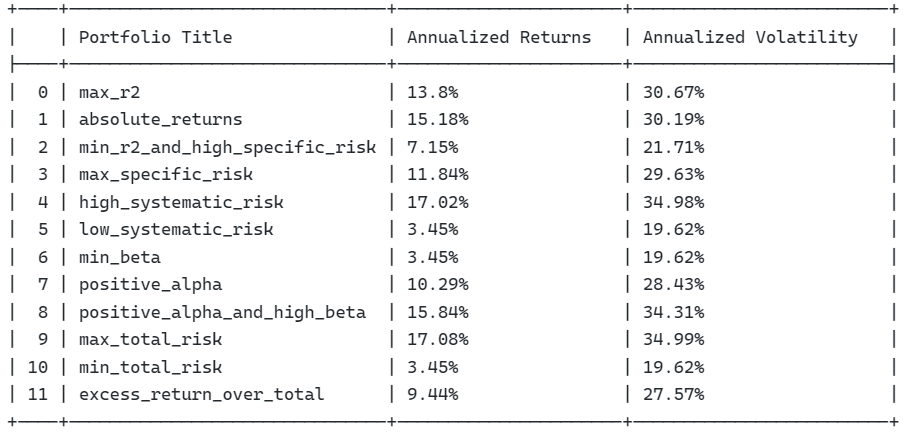 Portfolio Title | Annualized Returns | Annualized Volatility
0 | max_r2 | 13.8% | 30.67%
1 | absolute_returns | 15.18% | 30.19%
2 | min_r2_and_high_specific_risk | 7.15% | 21.71%
3 | max_specific_risk | 11.84% | 29.63%
4 | high_systematic_risk | 17.02% | 34.98%
5 | low_systematic_risk | 3.45% | 19.62%
6 | min_beta | 3.45% | 19.62%
7 | positive_alpha | 10.29% | 28.43%
8 | positive_alpha_and_high_beta | 15.84% | 34.31%
9 | max_total_risk | 17.08% | 34.99%
10 | min_total_risk | 3.45% | 19.62%
11 | excess_return_over_total | 9.44% | 27.57%